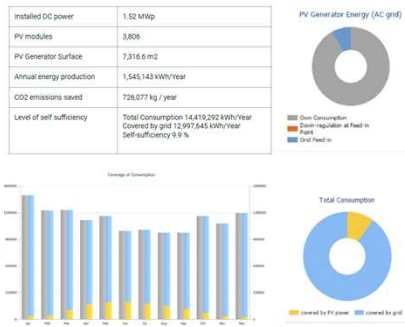 Installed DC power 1.52 MWp
PV modules 3,806
PV Generator Surface 7,316.6 m2
Annual energy production 1,545,143 kWh/Year
CO2 emissions saved 726,077 kg / year
Level of self sufficiency Total Consumption 14,419,292 kWh/Year
Covered by grid 12,997,645 kWh/Year
Self-sufficiency 9.9 %
PV Generator Energy (AC grid)
Own Consumption
Down-regulation at Feed-in
Point
Grid Feed-in
Coverage of Consumption
Total Consumption
covered by PV power covered by grid